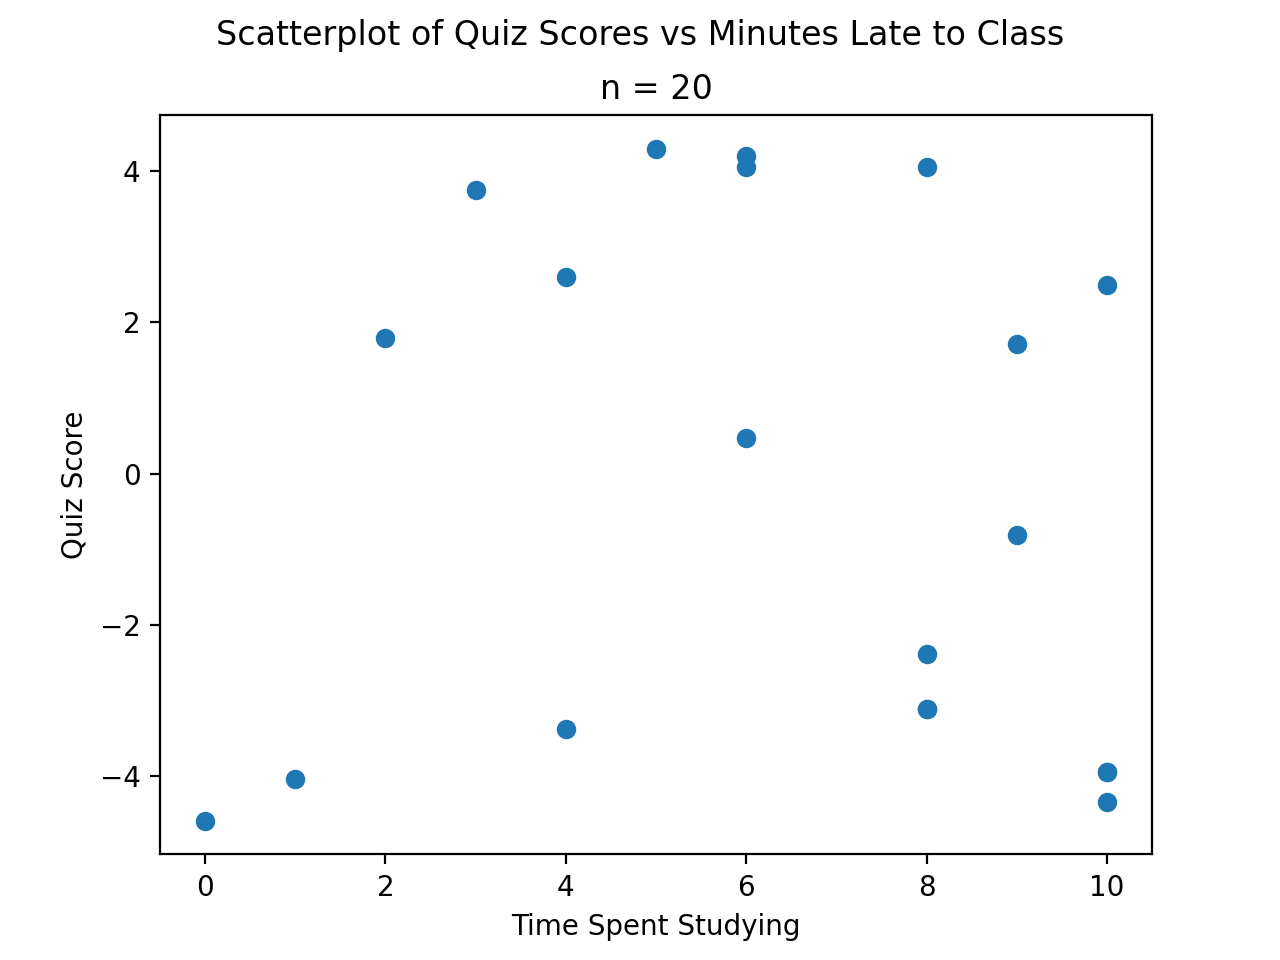 Scatterplot of Quiz Scores vs Minutes Late to Class
n = 20
4
2
0
−2
−4
Quiz Score
0 2 4 6 8 10
Time Spent Studying